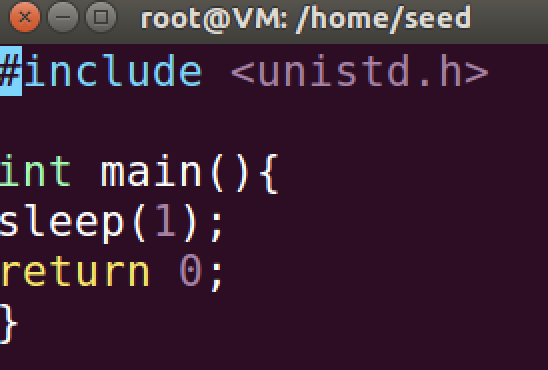 root@VM: /home/seed
#include <unistd.h>
int main(){
sleep(1);
return 0;
}